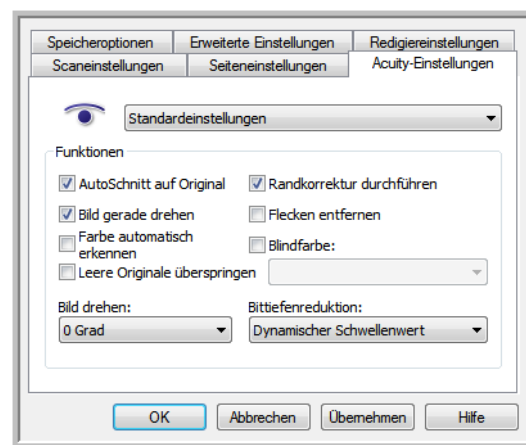 Speicheroptionen Erweiterte Einstellungen Redigiereinstellungen
Scaneinstellungen Seiteneinstellungen Acuity-Einstellungen
Standardeinstellungen
Funktionen
AutoSchnitt auf Original Randkorrektur durchführen
Bild gerade drehen Flecken entfernen
Farbe automatisch
erkennen Blindfarbe:
Leere Originale überspringen
Bild drehen: Bittiefenreduktion:
0 Grad Dynamischer Schwellenwert
OK Abbrechen Übernehmen Hilfe